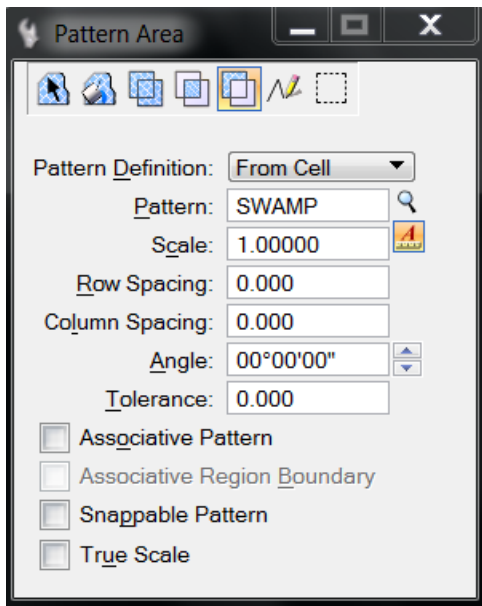 Pattern Area
Pattern Definition: From Cell
Pattern: SWAMP
Scale: 1.00000
A
Row Spacing: 0.000
Column Spacing: 0.000
Angle: 00°00'00"
Tolerance: 0.000
Associative Pattern
Associative Region Boundary
Snappable Pattern
True Scale